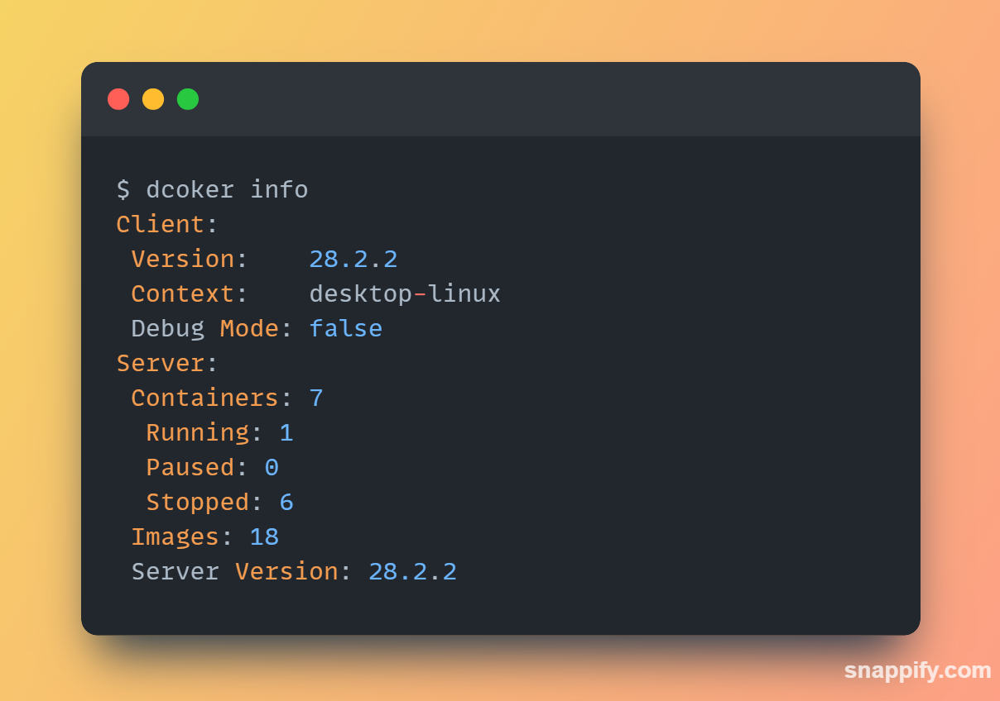 $ dcoker info
Client:
 Version:    28.2.2
 Context:    desktop-linux
 Debug Mode: false
Server:
 Containers: 7
  Running: 1
  Paused: 0
  Stopped: 6
 Images: 18
 Server Version: 28.2.2
snappify.com